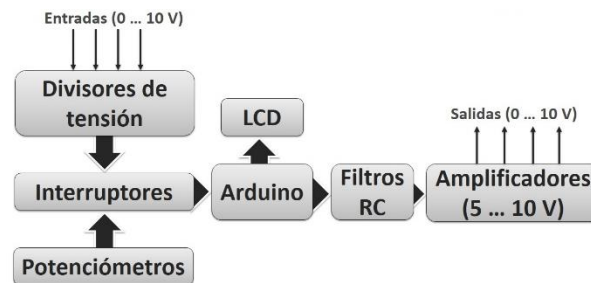 Entradas (0 ... 10 V)
Divisores de
tensión
LCD
Salidas (0 ... 10 V)
Interruptores
Arduino
Filtros
RC
Amplificadores
(5 ... 10 V)
Potenciómetros